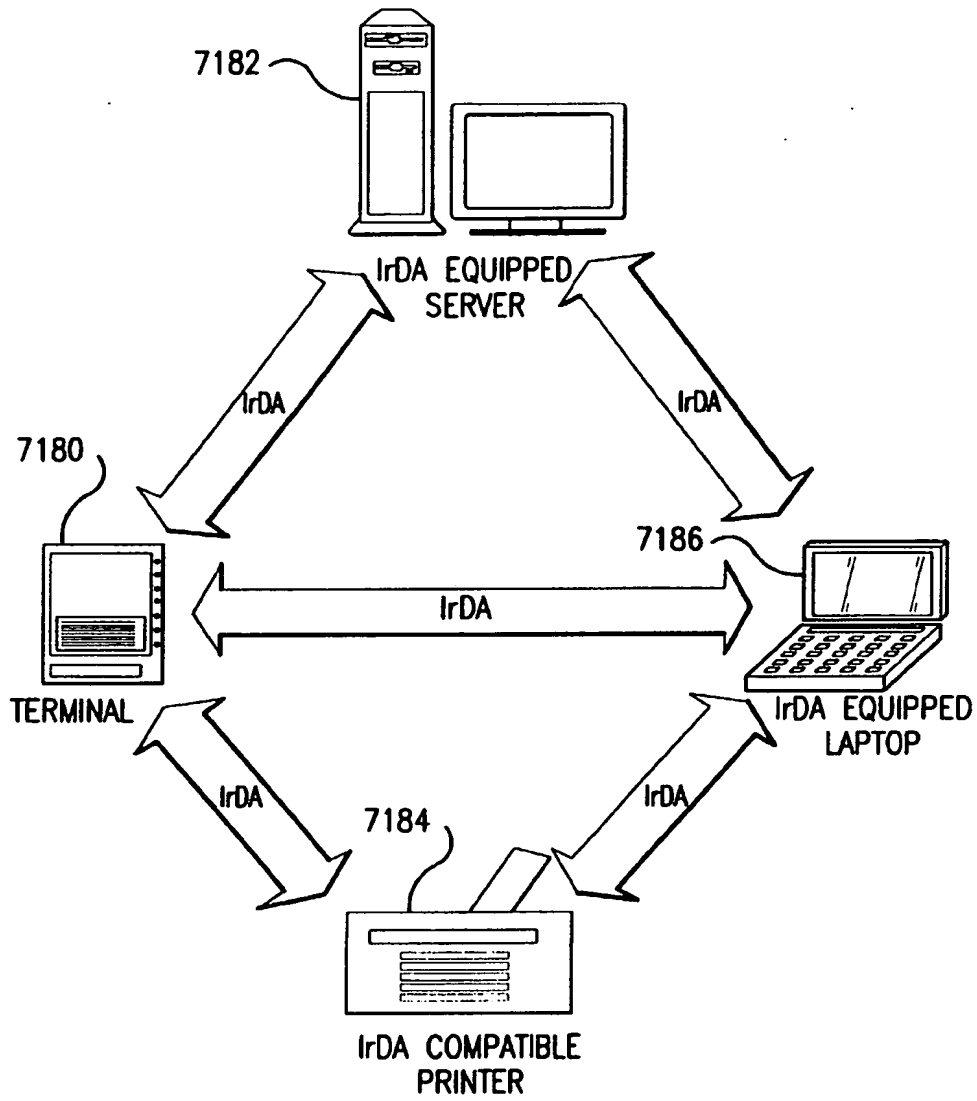 7182
IrDA EQUIPPED
SERVER
IrDA
IrDA
7180
7186
IrDA
TERMINAL
IrDA EQUIPPED
LAPTOP
IrDA
IrDA
7184
IrDA COMPATIBLE
PRINTER